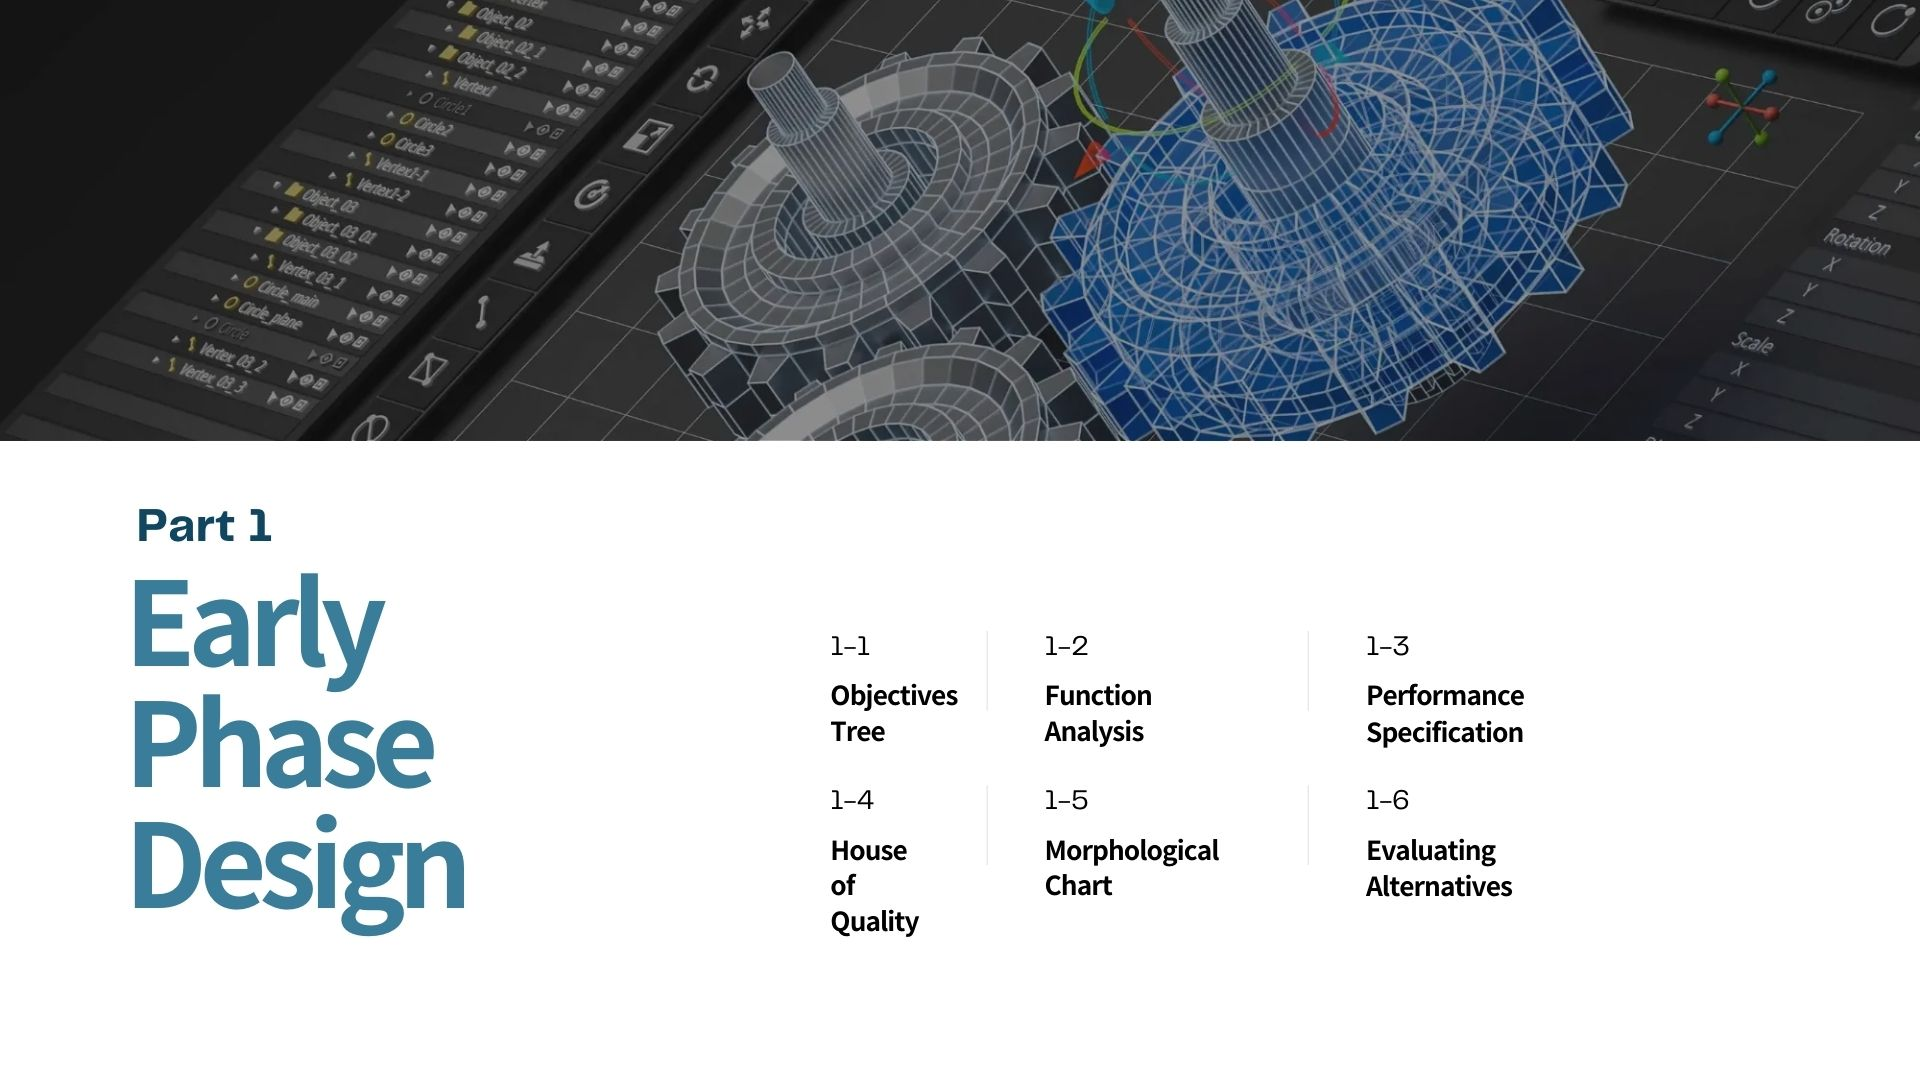 Object_02
Object_02_1
Object_02_2
Vertex1
Circle1
Circle2
Circle3
Vertex1-1
Vertex1-2
Object_03
Object_03_01
Object_03_02
Vertex_03_1
Circle_main
Circle_plane
Circle
Vertex_03_2
Vertex_03_3
Y
Z
Rotation
X
Y
Z
Scale
X
Y
Z
Part 1
Early
Phase
Design
1-1
Objectives
Tree
1-2
Function
Analysis
1-3
Performance
Specification
1-4
House
of
Quality
1-5
Morphological
Chart
1-6
Evaluating
Alternatives